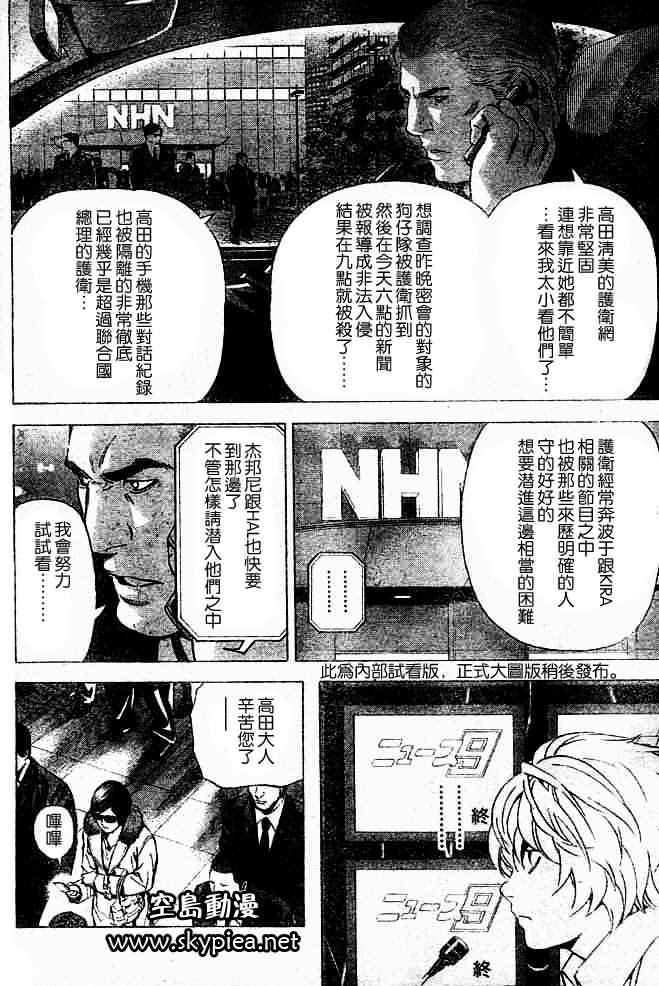 NHN
高田清美的護衛網
非常堅固
連想靠近她都不簡單
…看來我太小看他們了…
想調查昨晚密會的對象的
狗仔隊被護衛抓到
然後在今天六點的新聞
被報導成非法入侵
結果在九點就被殺了……
高田的手機那些對話紀錄
也被隔離的非常徹底
已經幾乎是超過聯合國
總理的護衛…
NHN
護衛經常奔波于跟KIRA
相關的節目之中
也被那些來歷明確的人
守的好好的
想要潛進這邊相當的困難
………
杰邦尼跟HAL也快要
到那邊了
不管怎樣請潛入他們之中
我會努力
試試看………
此為內部試看版，正式大圖版稍後發布。
ニュース9
………
終
ニュース9
終
高田大人
辛苦您了
——
嗶嗶
空島動漫
www.skypiea.net